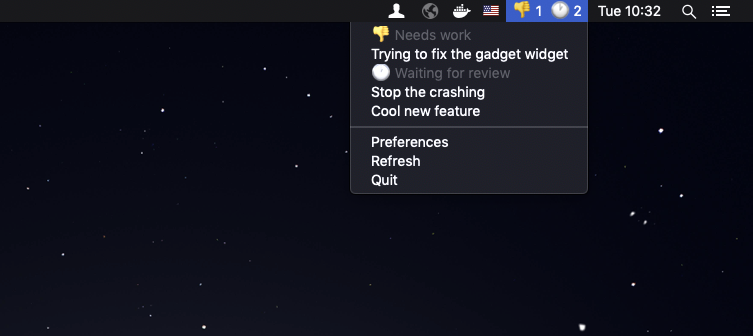 👎 1 🕐 2 Tue 10:32
👎 Needs work
Trying to fix the gadget widget
🕐 Waiting for review
Stop the crashing
Cool new feature
Preferences
Refresh
Quit